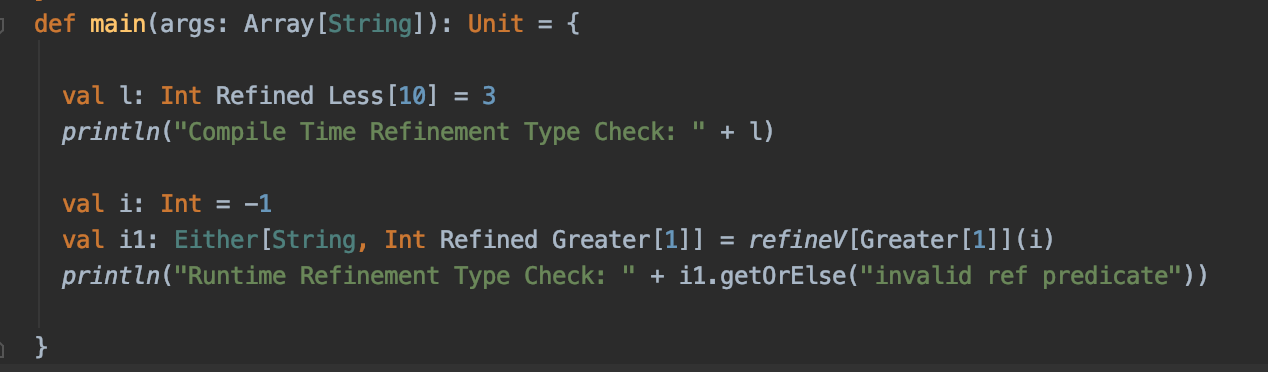 def main(args: Array[String]): Unit = {
val l: Int Refined Less[10] = 3
println("Compile Time Refinement Type Check: " + l)
val i: Int = -1
val i1: Either[String, Int Refined Greater[1]] = refineV[Greater[1]](i)
println("Runtime Refinement Type Check: " + i1.getOrElse("invalid ref predicate"))
}